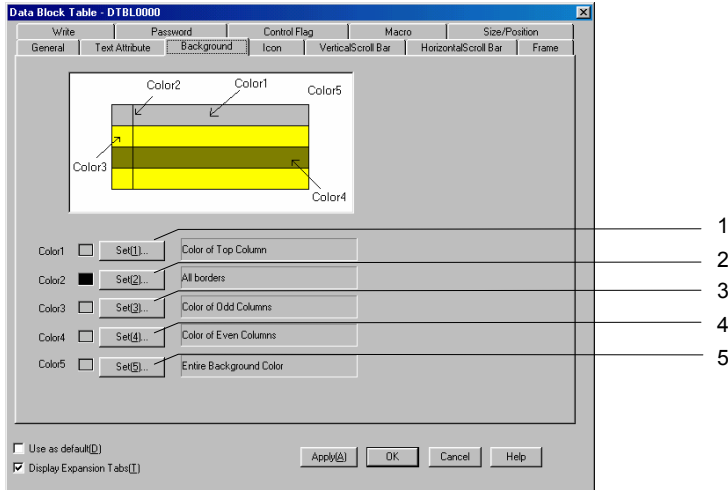 Data Block Table - DTBL0000
Write Password Control Flag Macro Size/Position
General Text Attribute Background Icon VerticalScroll Bar HorizontalScroll Bar Frame
Color2 Color1 Color5
Color3
Color4
1
Color1 Set(1)... Color of Top Column
2
Color2 Set(2)... All borders
3
Color3 Set(3)... Color of Odd Columns
4
Color4 Set(4)... Color of Even Columns
5
Color5 Set(5)... Entire Background Color
Use as default(D)
Display Expansion Tabs(T)
Apply(A) OK Cancel Help